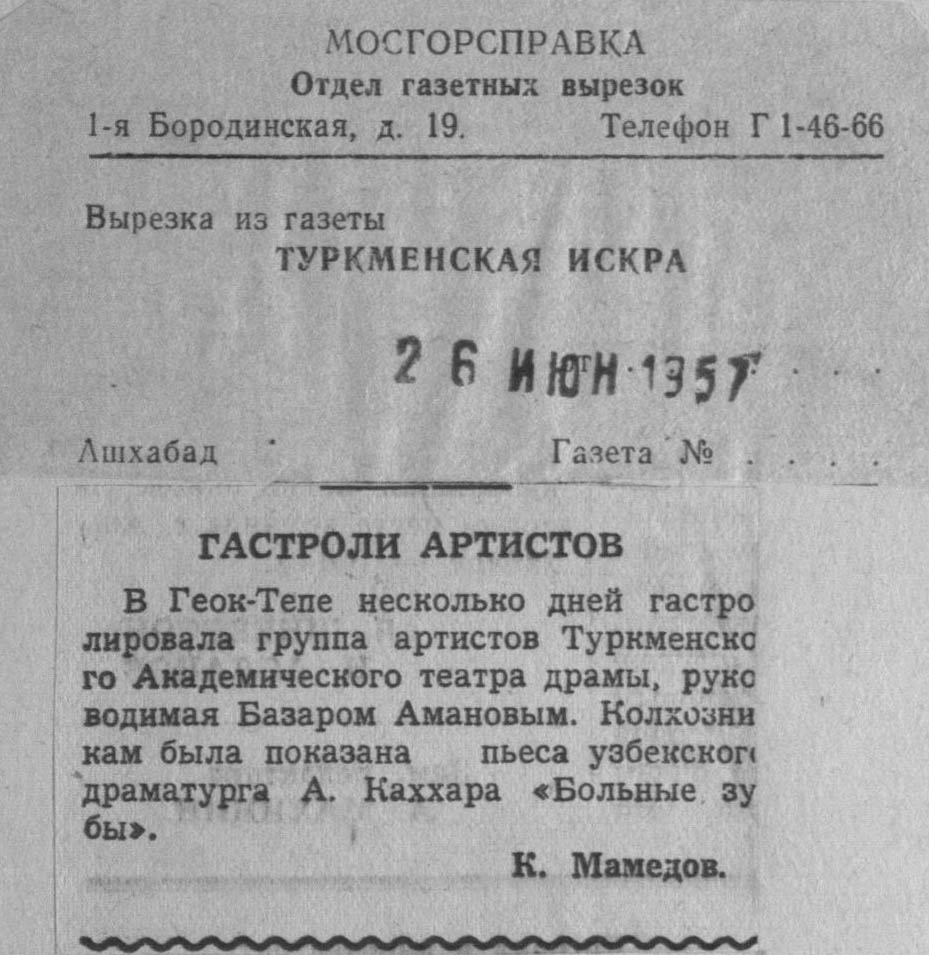 МОСГОРСПРАВКА
Отдел газетных вырезок
1-я Бородинская, д. 19. Телефон Г 1-46-66
Вырезка из газеты
ТУРКМЕНСКАЯ ИСКРА
26 ИЮН 1957 г. . . .
Ашхабад Газета № . . . .
ГАСТРОЛИ АРТИСТОВ
В Геок-Тепе несколько дней гастро
лировала группа артистов Туркменско
го Академического театра драмы, руко
водимая Базаром Амановым. Колхозни
кам была показана пьеса узбекского
драматурга А. Каххара «Больные зу
бы».
К. Мамедов.